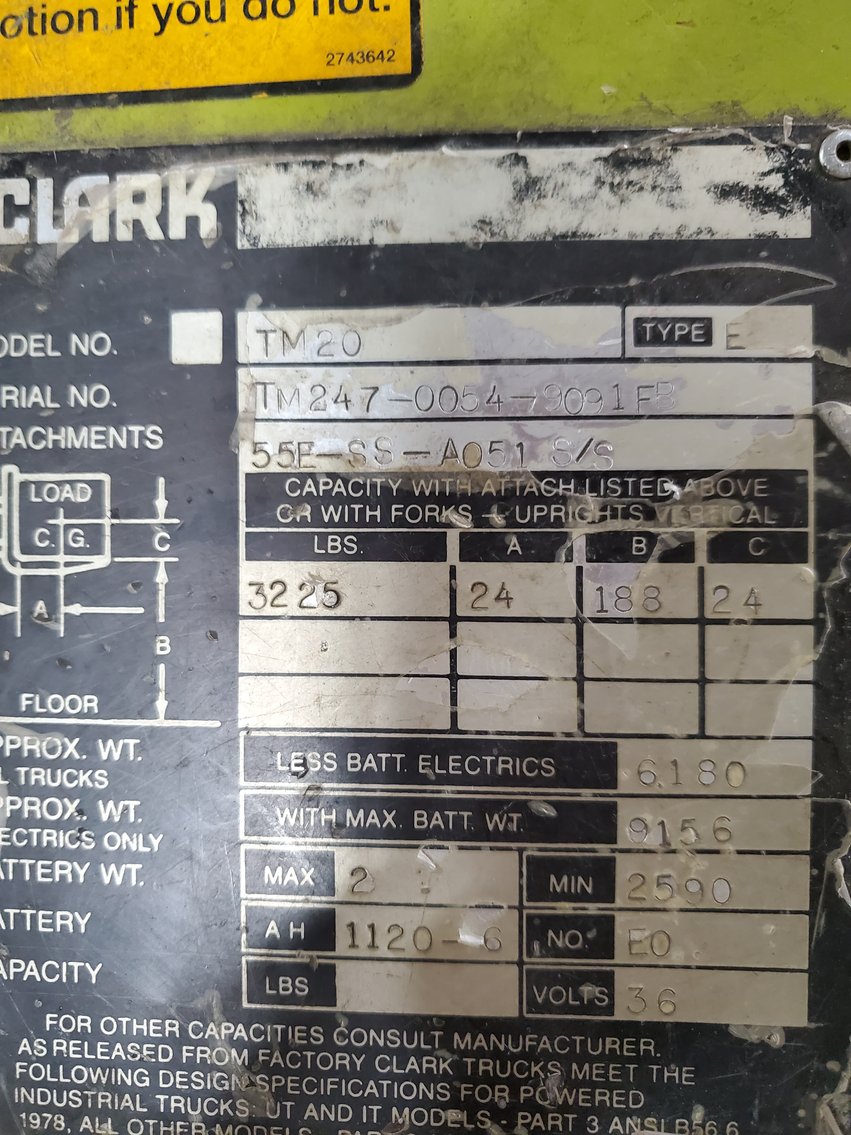 otion if you do not.
2743642
CLARK
ODEL NO. TM20 TYPE E
RIAL NO. TM247-0054-9091FB
TACHMENTS 55E-SS-A051 S/S
CAPACITY WITH ATTACH LISTED ABOVE
OR WITH FORKS - UPRIGHTS VERTICAL
LOAD
C. G.
C
A
B
FLOOR
LBS. A B C
3225 24 188 24
PPROX. WT.
L TRUCKS
LESS BATT. ELECTRICS 6180
PPROX. WT.
ECTRICS ONLY
WITH MAX. BATT. WT. 9156
ATTERY WT. MAX 2 MIN 2590
ATTERY AH 1120-6 NO. E0
APACITY LBS VOLTS 36
FOR OTHER CAPACITIES CONSULT MANUFACTURER.
AS RELEASED FROM FACTORY CLARK TRUCKS MEET THE
FOLLOWING DESIGN SPECIFICATIONS FOR POWERED
INDUSTRIAL TRUCKS: UT AND IT MODELS - PART 3 ANSI B56.6
1978, ALL OTHER MODELS - PART